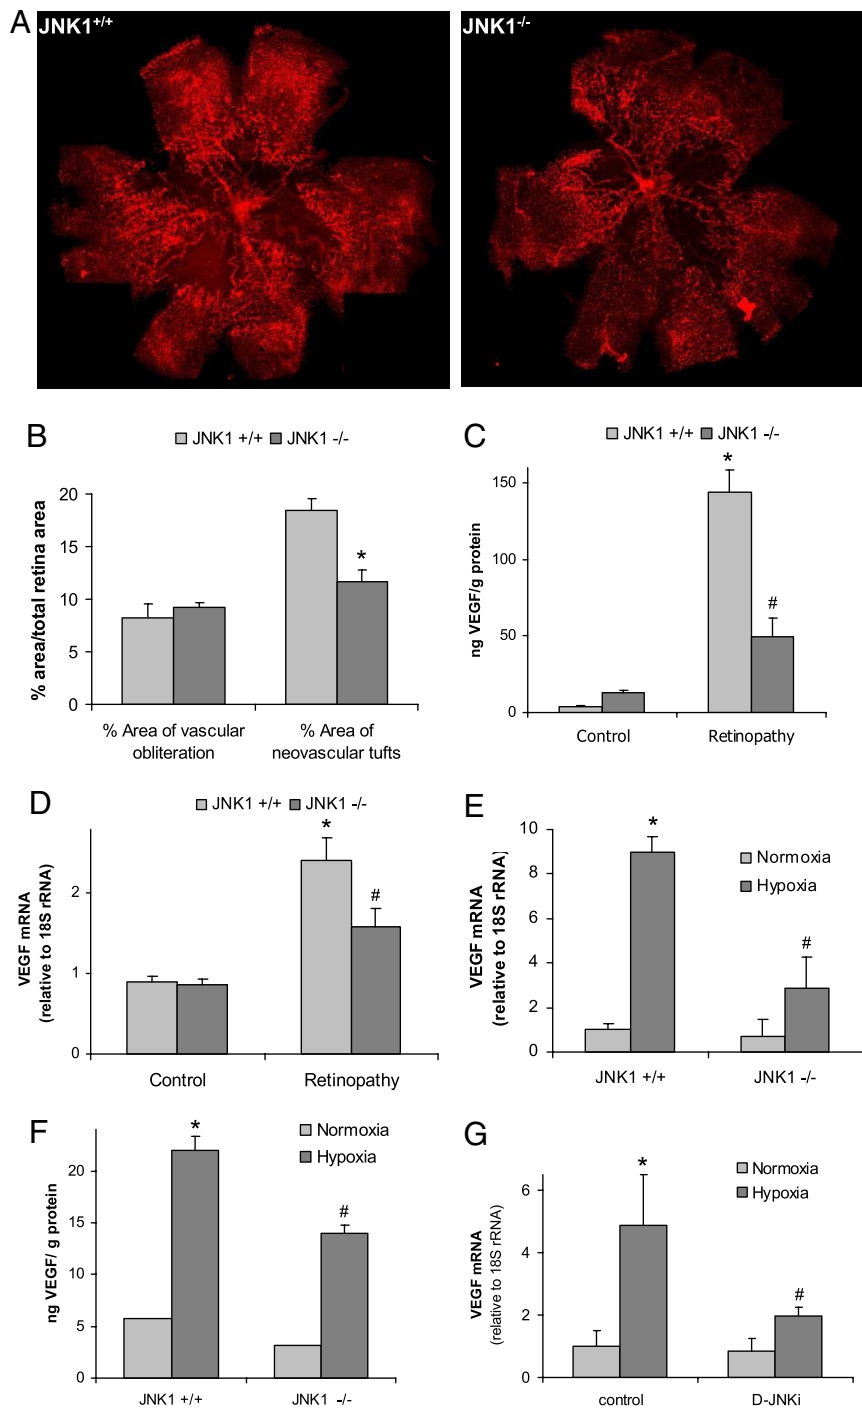 A
JNK1+/+
JNK1-/-
B
JNK1 +/+ JNK1 -/-
% area/total retina area
20
15
10
5
0
% Area of vascular
obliteration
% Area of
neovascular tufts
*
C
JNK1 +/+ JNK1 -/-
ng VEGF/g protein
150
100
50
0
Control
Retinopathy
*
#
D
JNK1 +/+ JNK1 -/-
VEGF mRNA
(relative to 18S rRNA)
2
1
0
Control
Retinopathy
*
#
E
VEGF mRNA
(relative to 18S rRNA)
10
8
6
4
2
0
Normoxia
Hypoxia
JNK1 +/+
JNK1 -/-
*
#
F
ng VEGF/ g protein
20
15
10
5
0
Normoxia
Hypoxia
JNK1 +/+
JNK1 -/-
*
#
G
VEGF mRNA
(relative to 18S rRNA)
6
4
2
0
Normoxia
Hypoxia
control
D-JNKi
*
#